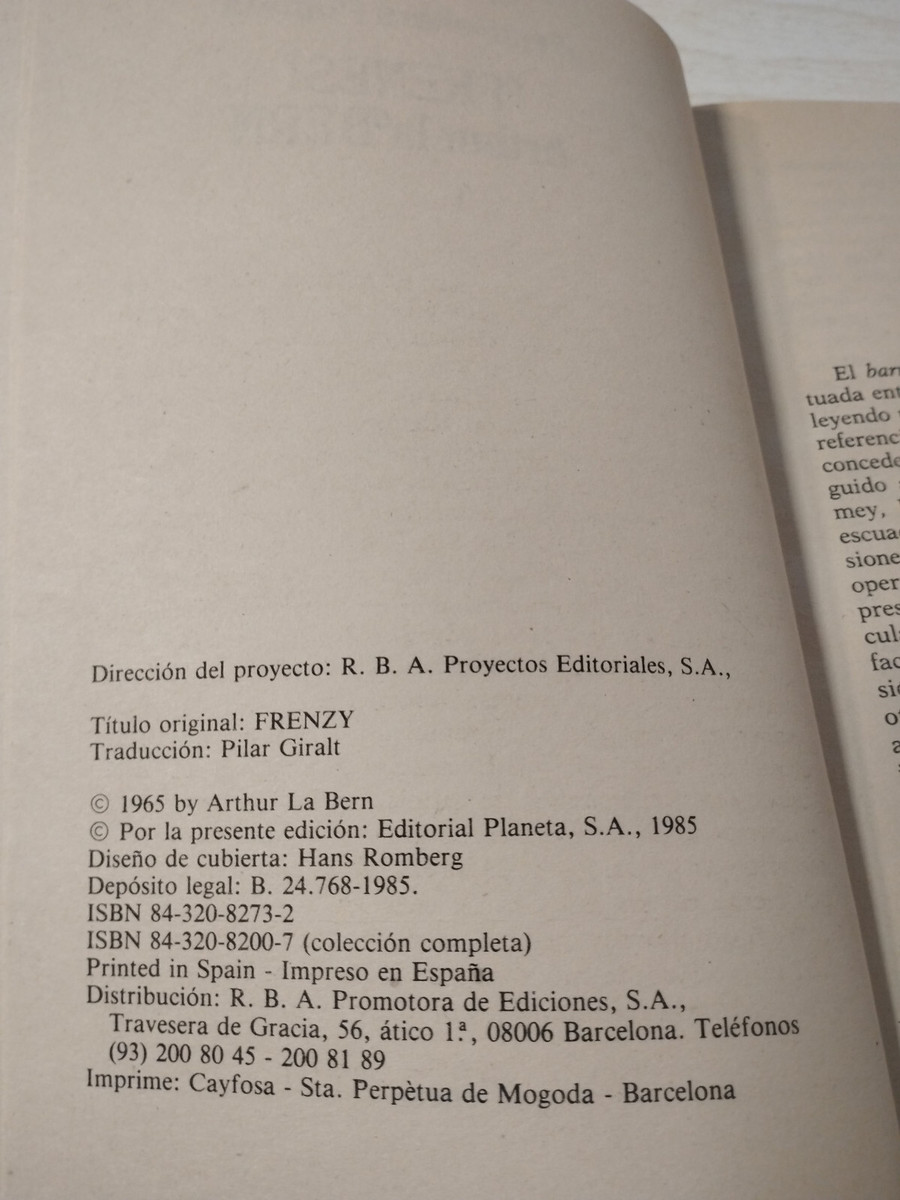 Dirección del proyecto: R. B. A. Proyectos Editoriales, S.A.,
Título original: FRENZY
Traducción: Pilar Giralt
© 1965 by Arthur La Bern
© Por la presente edición: Editorial Planeta, S.A., 1985
Diseño de cubierta: Hans Romberg
Depósito legal: B. 24.768-1985.
ISBN 84-320-8273-2
ISBN 84-320-8200-7 (colección completa)
Printed in Spain - Impreso en España
Distribución: R. B. A. Promotora de Ediciones, S.A.,
Travesera de Gracia, 56, ático 1.ª, 08006 Barcelona. Teléfonos
(93) 200 80 45 - 200 81 89
Imprime: Cayfosa - Sta. Perpètua de Mogoda - Barcelona
El
tuada
leyendo
guido
mey,